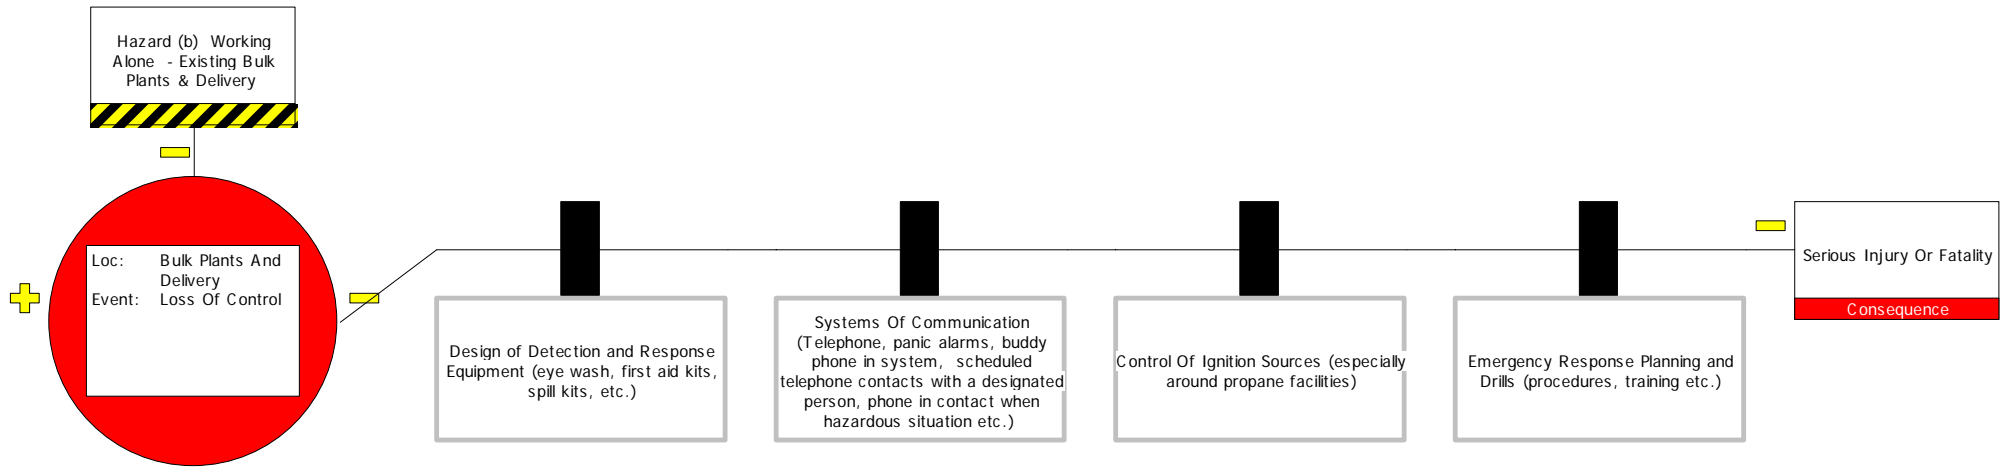 Hazard (b) Working
Alone - Existing Bulk
Plants & Delivery
Loc: Bulk Plants And
Delivery
Event: Loss Of Control
Design of Detection and Response
Equipment (eye wash, first aid kits,
spill kits, etc.)
Systems Of Communication
(Telephone, panic alarms, buddy
phone in system, scheduled
telephone contacts with a designated
person, phone in contact when
hazardous situation etc.)
Control Of Ignition Sources (especially
around propane facilities)
Emergency Response Planning and
Drills (procedures, training etc.)
Serious Injury Or Fatality
Consequence